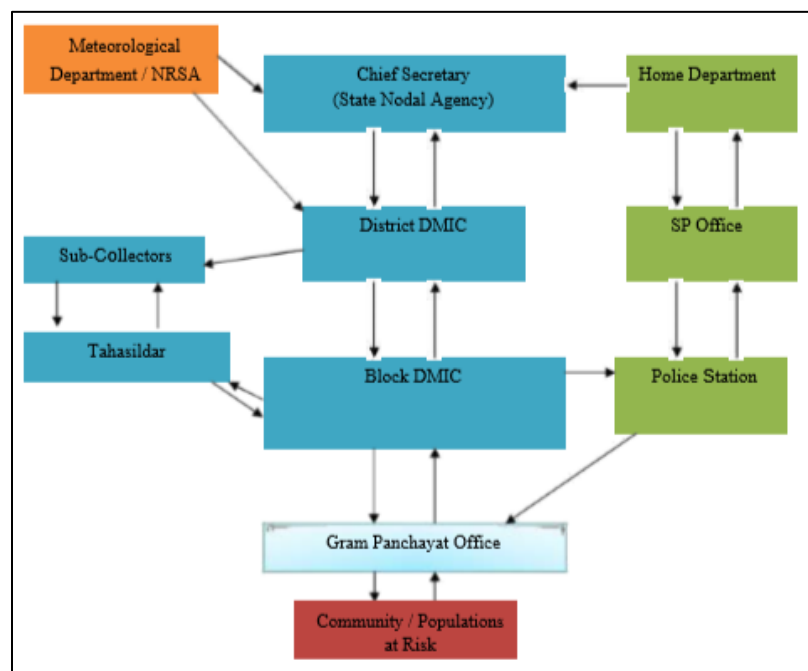 Meteorological
Department / NRSA
Chief Secretary
(State Nodal Agency)
Home Department
District DMIC
SP Office
Sub-Collectors
Tahasildar
Block DMIC
Police Station
Gram Panchayat Office
Community / Populations
at Risk